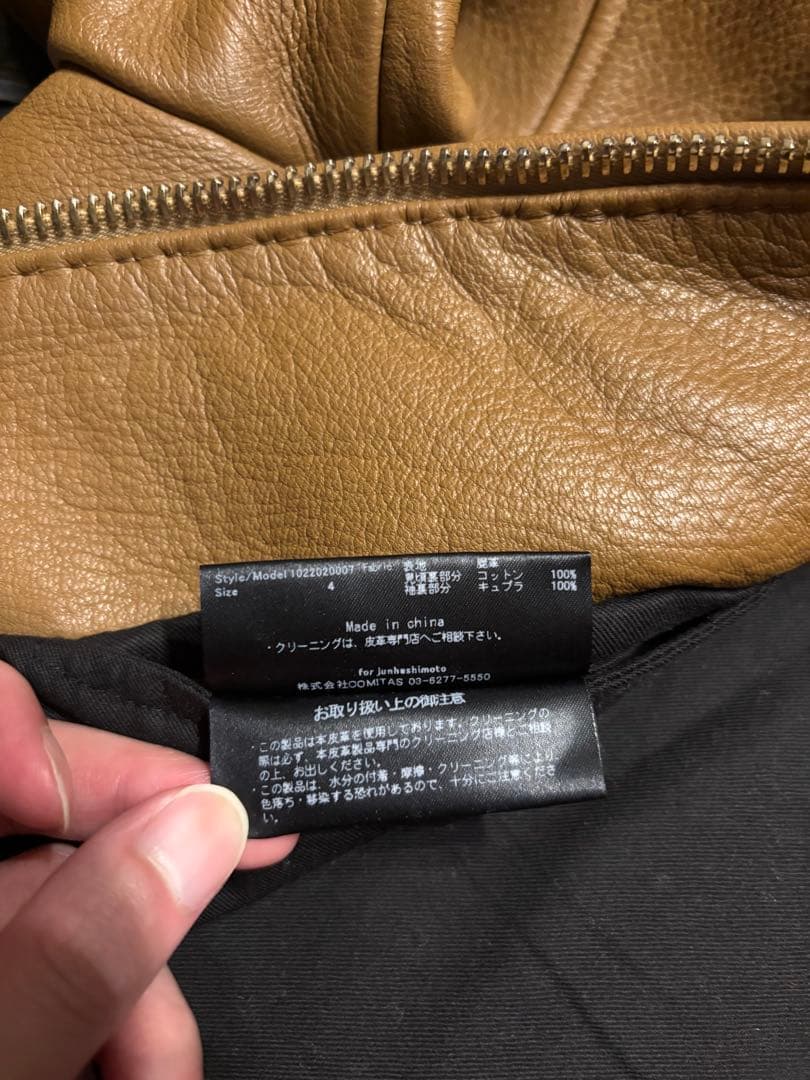 Style/Model 1022020007 Fabric 表地 鹿革
Size 4 身頃裏部分 コットン 100%
袖裏部分 キュプラ 100%
Made in china
・クリーニングは、皮革専門店へご相談下さい。
for junhashimoto
株式会社COMITAS 03-6277-5550
お取り扱い上の御注意
・この製品は本皮革を使用しております。クリーニングの
際は必ず、本皮革製品専門のクリーニング店様とご相談
の上、お出しください。
・この製品は、水分の付着・摩擦・クリーニング等により
色落ち・移染する恐れがあるので、十分にご注意くださ
い。